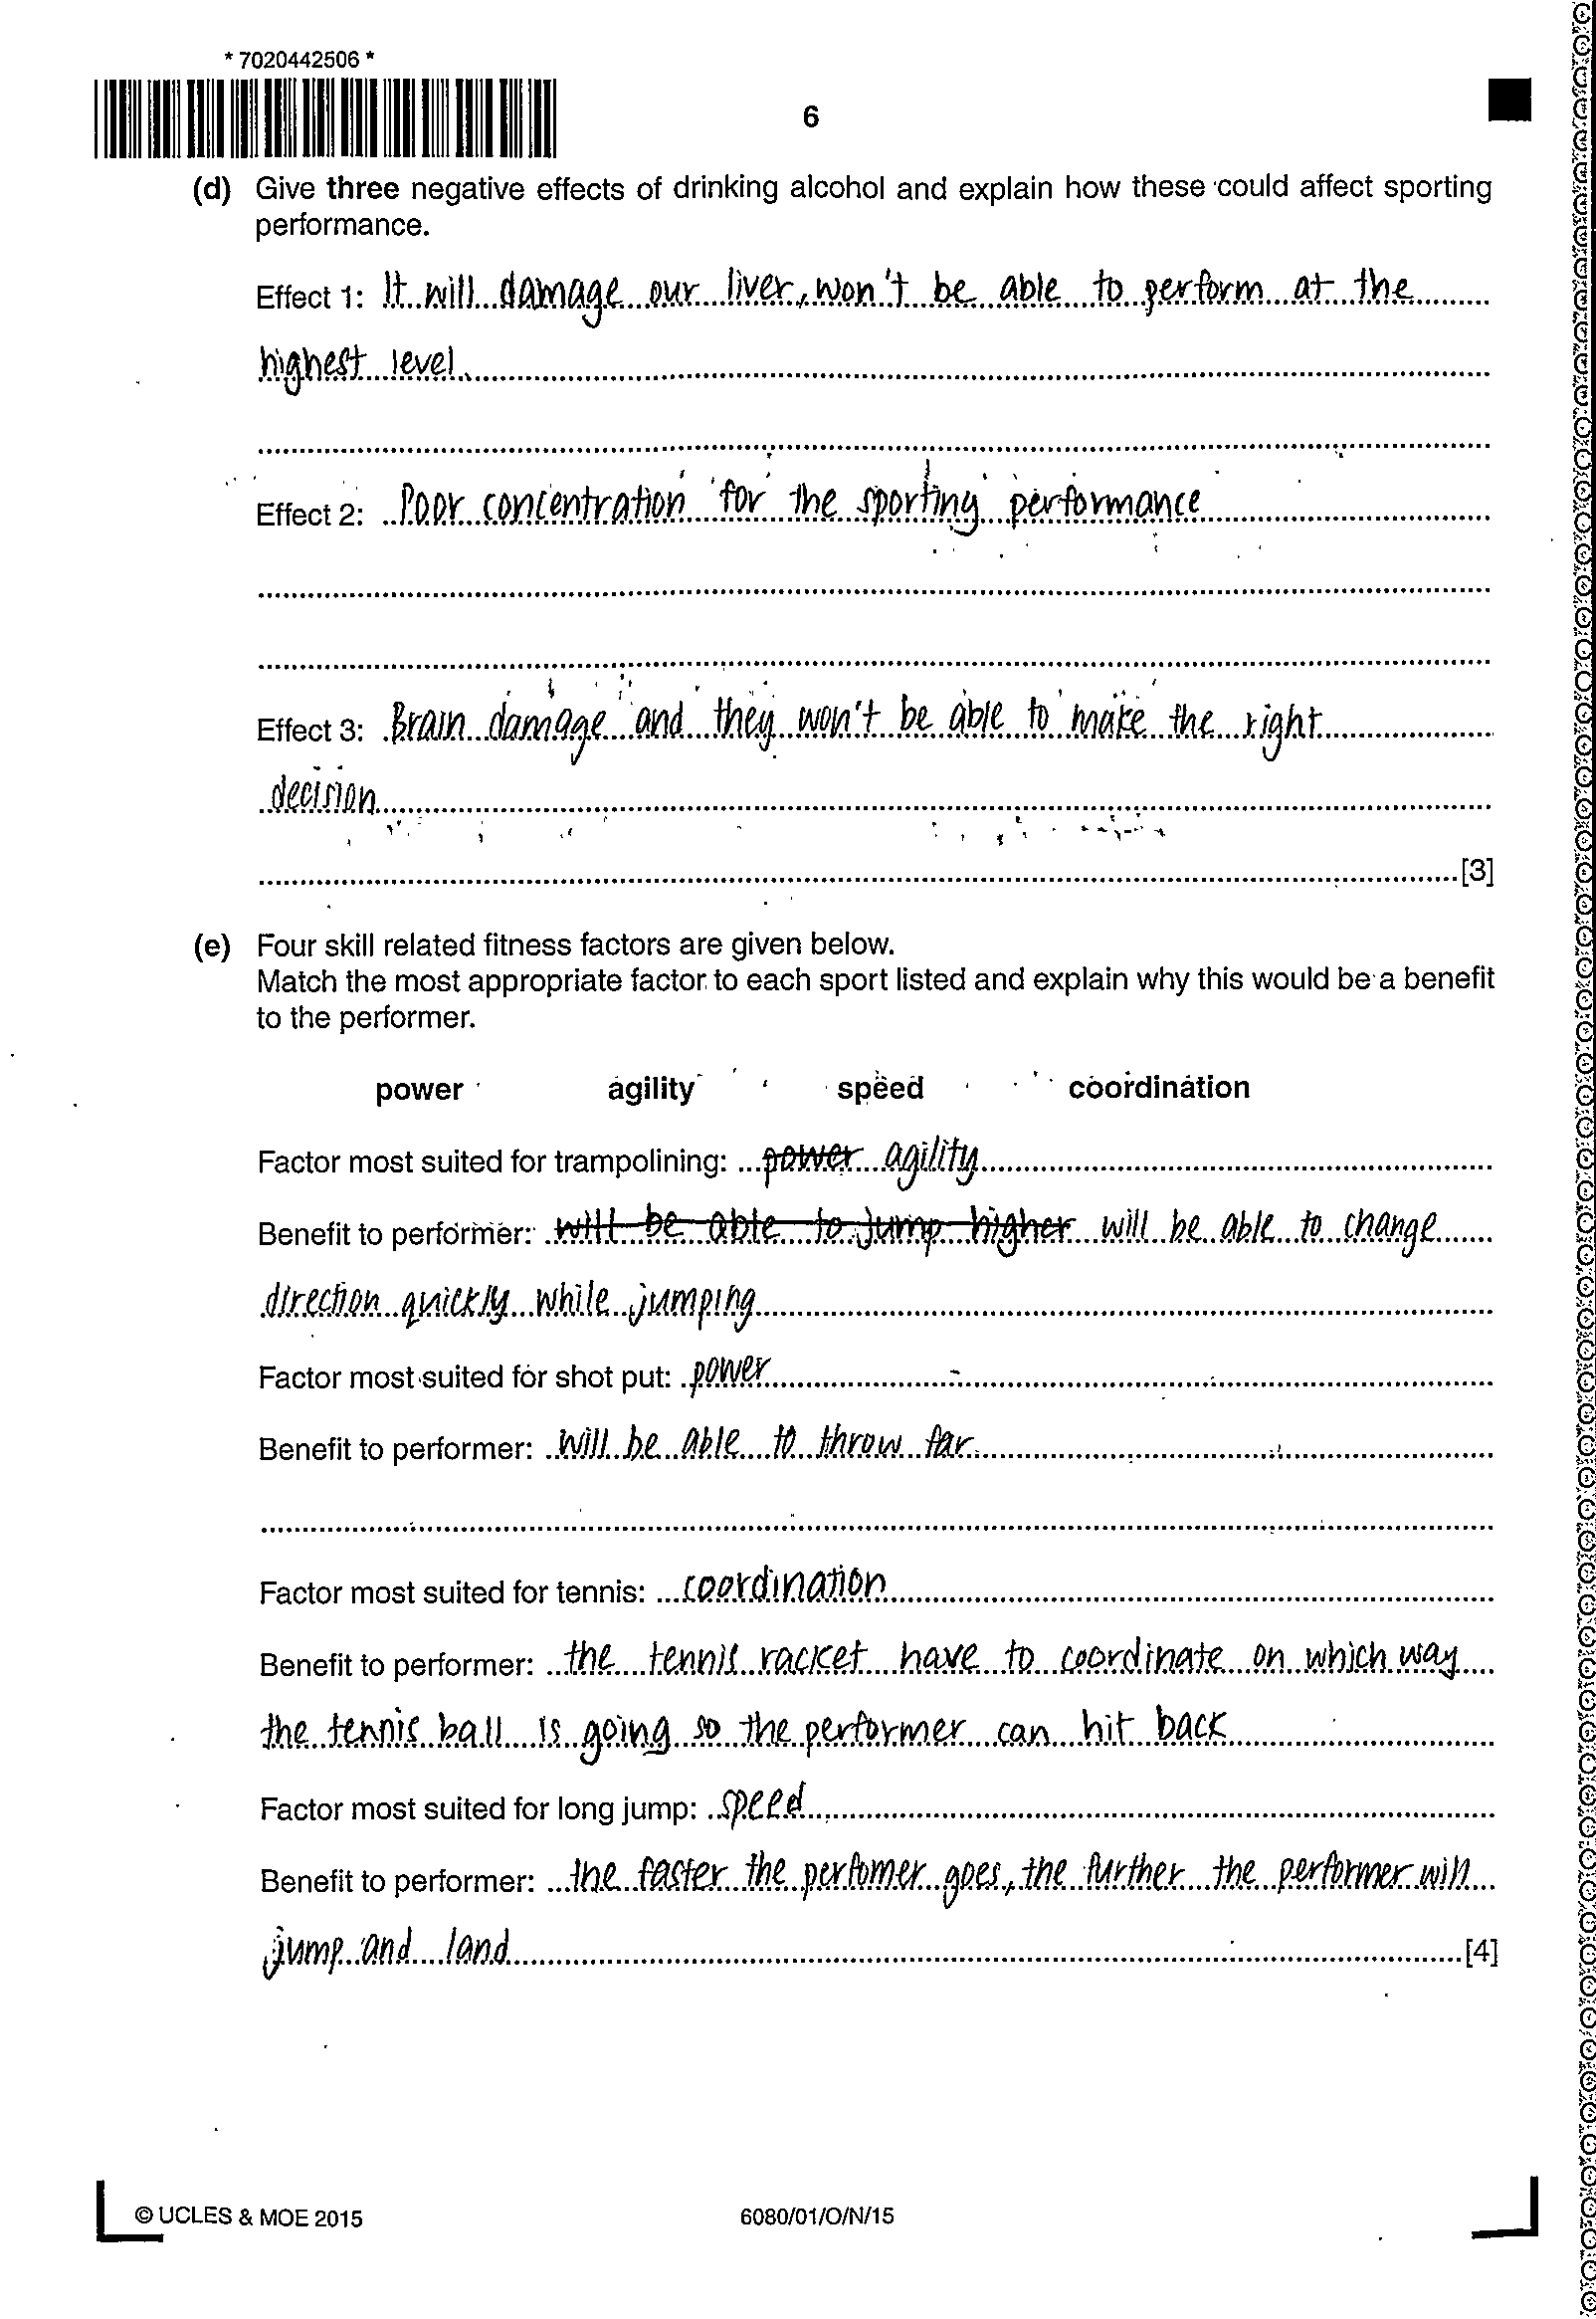 * 7020442506 *
6
(d) Give three negative effects of drinking alcohol and explain how these could affect sporting
performance.
Effect 1: It will damage our liver, won't be able to perform at the
highest level.
Effect 2: Poor concentration for the sporting performance
Effect 3: Brain damage and they won't be able to make the right
decision
[3]
(e) Four skill related fitness factors are given below.
Match the most appropriate factor to each sport listed and explain why this would be a benefit
to the performer.
power agility speed coordination
Factor most suited for trampolining: power agility
Benefit to performer: will be able to jump higher will be able to change
direction quickly while jumping
Factor most suited for shot put: power
Benefit to performer: will be able to throw far.
Factor most suited for tennis: coordination
Benefit to performer: the tennis racket have to coordinate on which way
the tennis ball is going so the performer can hit back
Factor most suited for long jump: speed
Benefit to performer: the faster the perfomer goes, the further the performer will
jump and land
[4]
© UCLES & MOE 2015
6080/01/O/N/15